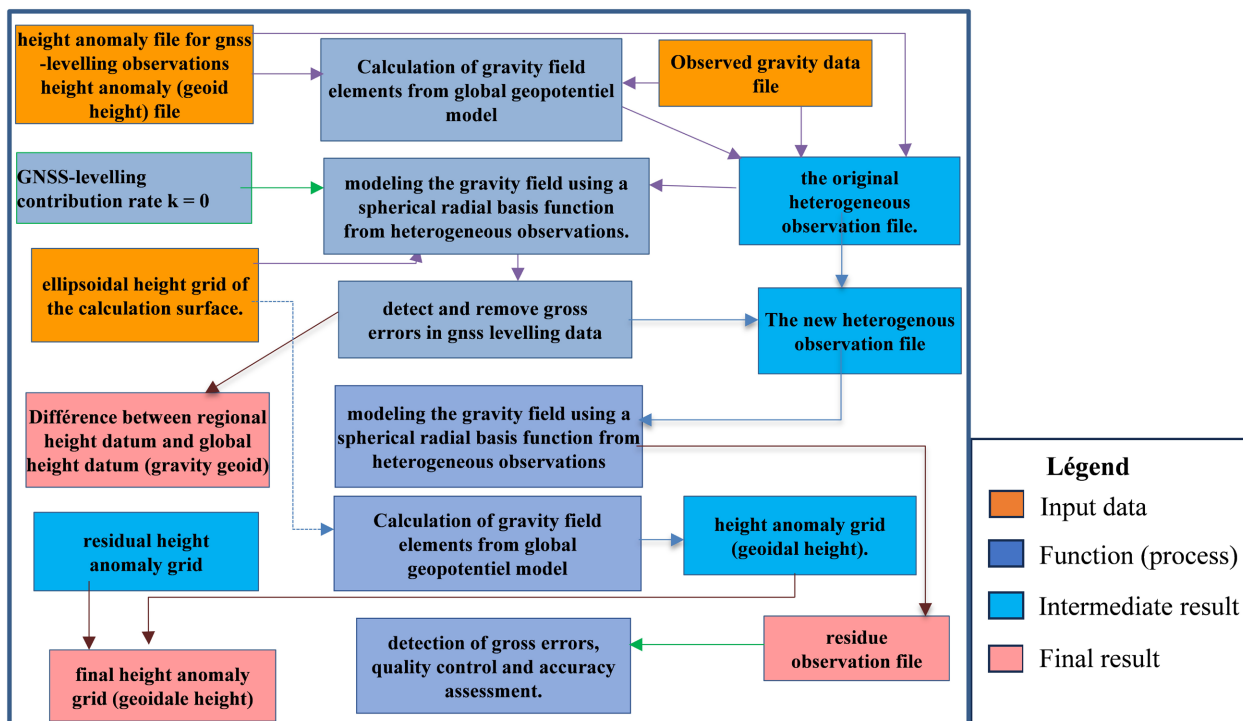 height anomaly file for gnss
-levelling observations
height anomaly (geoid
height) file
Calculation of gravity field
elements from global geopotentiel
model
Observed gravity data
file
GNSS-levelling
contribution rate k = 0
modeling the gravity field using a
spherical radial basis function
from heterogeneous observations.
the original
heterogeneous
observation file.
ellipsoidal height grid of
the calculation surface.
detect and remove gross
errors in gnss levelling data
The new heterogenous
observation file
Différence between regional
height datum and global
height datum (gravity geoid)
modeling the gravity field using a
spherical radial basis function from
heterogeneous observations
residual height
anomaly grid
Calculation of gravity field
elements from global
geopotentiel model
height anomaly grid
(geoidal height).
final height anomaly
grid (geoidale height)
detection of gross errors,
quality control and accuracy
assessment.
residue
observation file
Légend
Input data
Function (process)
Intermediate result
Final result